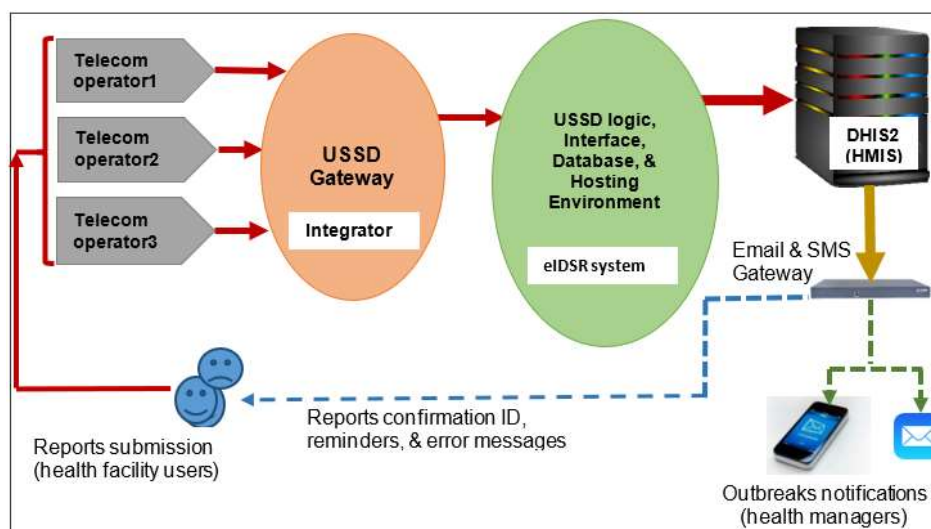 Telecom
operator1
Telecom
operator2
Telecom
operator3
USSD
Gateway
Integrator
USSD logic,
Interface,
Database, &
Hosting
Environment
eIDSR system
DHIS2
(HMIS)
Email & SMS
Gateway
Reports confirmation ID,
reminders, & error messages
Reports submission
(health facility users)
Outbreaks notifications
(health managers)